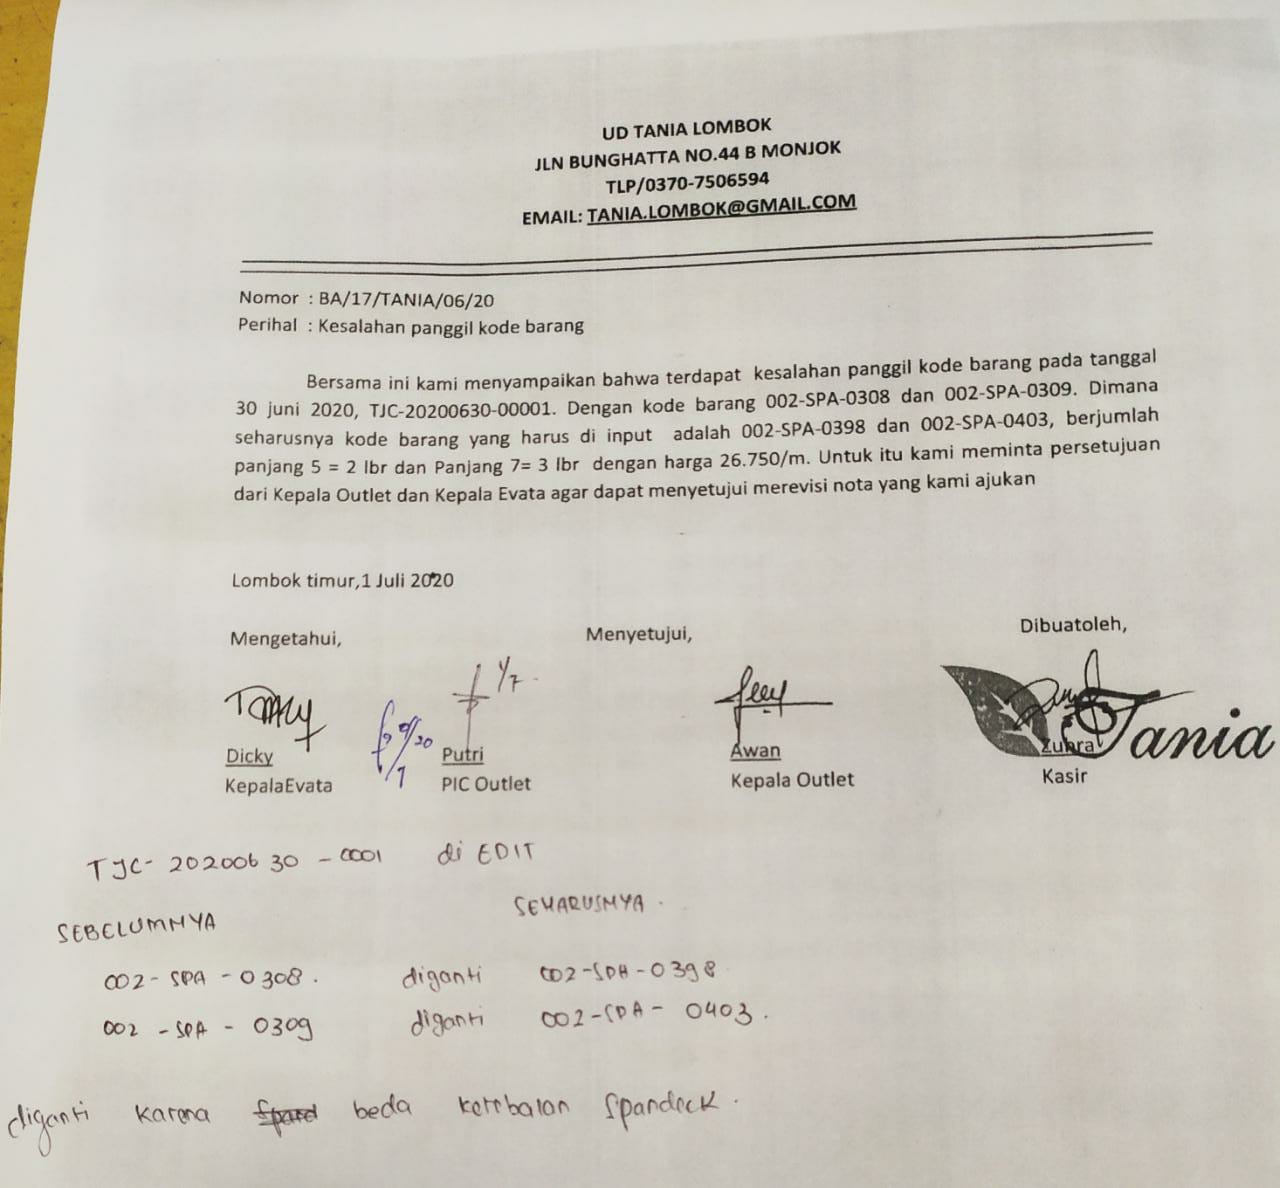 UD TANIA LOMBOK
JLN BUNGHATTA NO.44 B MONJOK
TLP/0370-7506594
EMAIL: TANIA.LOMBOK@GMAIL.COM
Nomor : BA/17/TANIA/06/20
Perihal : Kesalahan panggil kode barang
Bersama ini kami menyampaikan bahwa terdapat kesalahan panggil kode barang pada tanggal
30 juni 2020, TJC-20200630-00001. Dengan kode barang 002-SPA-0308 dan 002-SPA-0309. Dimana
seharusnya kode barang yang harus di input adalah 002-SPA-0398 dan 002-SPA-0403, berjumlah
panjang 5 = 2 lbr dan Panjang 7= 3 lbr dengan harga 26.750/m. Untuk itu kami meminta persetujuan
dari Kepala Outlet dan Kepala Evata agar dapat menyetujui merevisi nota yang kami ajukan
Lombok timur,1 Juli 2020
Mengetahui, Menyetujui, Dibuatoleh,
1/7
Tania
Dicky Putri Awan Zuhra
KepalaEvata PIC Outlet Kepala Outlet Kasir
TJC- 20200630 - 0001 di EDIT
SEBELUMNYA SEHARUSNYA .
002- SPA - 0308 . diganti 002-SPA-0398
002 - SPA - 0309 diganti 002-SPA- 0403 .
diganti karena beda ketebalan Spandeck .